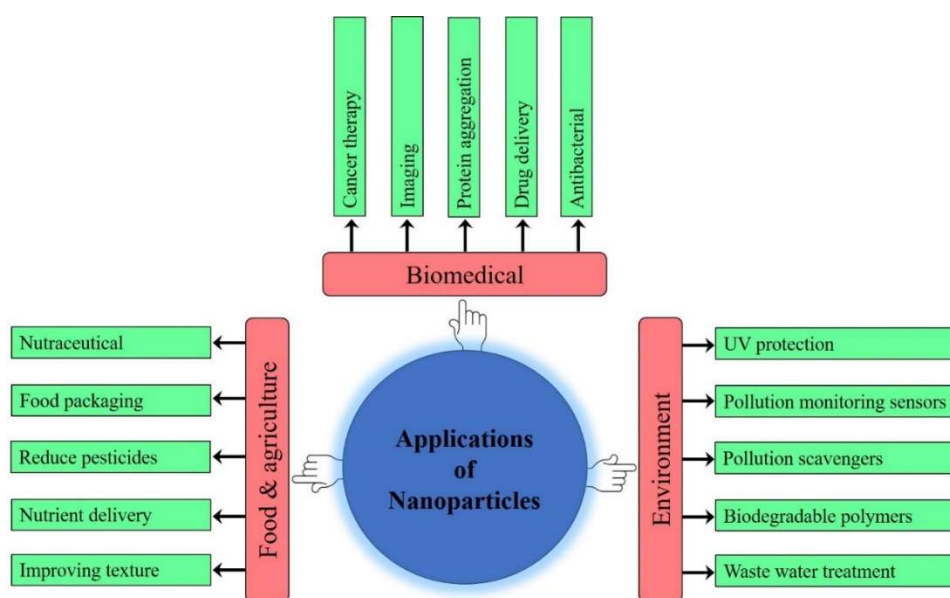 Cancer therapy
Imaging
Protein aggregation
Drug delivery
Antibacterial
Biomedical
Food & agriculture
Nutraceutical
Food packaging
Reduce pesticides
Nutrient delivery
Improving texture
Applications
of
Nanoparticles
Environment
UV protection
Pollution monitoring sensors
Pollution scavengers
Biodegradable polymers
Waste water treatment